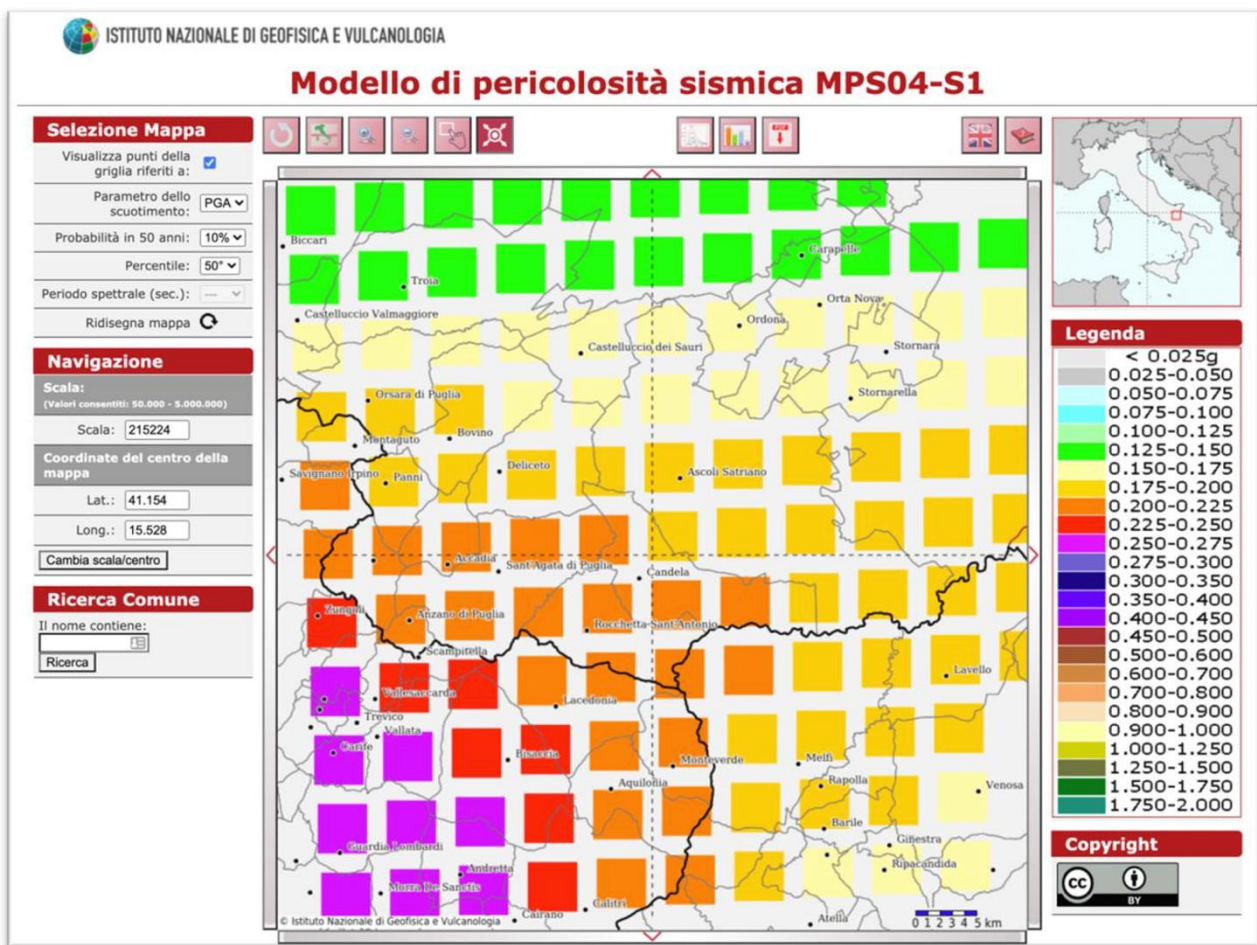 ISTITUTO NAZIONALE DI GEOFISICA E VULCANOLOGIA
Modello di pericolosità sismica MPS04-S1
Selezione Mappa
Visualizza punti della
griglia riferiti a:
Parametro dello
scuotimento:
PGA
Probabilità in 50 anni:
10%
Percentile:
50°
Periodo spettrale (sec.):
---
Ridisegna mappa
Navigazione
Scala:
(Valori consentiti: 50.000 - 5.000.000)
Scala:
215224
Coordinate del centro della
mappa
Lat.:
41.154
Long.:
15.528
Cambia scala/centro
Ricerca Comune
Il nome contiene:
Ricerca
PDF
Biccari
Carapelle
Troia
Orta Nova
Castelluccio Valmaggiore
Ordona
Castelluccio dei Sauri
Stornara
Orsara di Puglia
Stornarella
Bovino
Montaguto
Deliceto
Savignano Irpino
Panni
Ascoli Satriano
Accadia
Sant'Agata di Puglia
Candela
Zungoli
Anzano di Puglia
Rocchetta Sant'Antonio
Scampitella
Lavello
Vallesaccarda
Lacedonia
Trevico
Vallata
Carife
Bisaccia
Monteverde
Melfi
Aquilonia
Rapolla
Venosa
Barile
Guardia Lombardi
Ginestra
Andretta
Ripacandida
Morra De Sanctis
Calitri
Cairano
Atella
© Istituto Nazionale di Geofisica e Vulcanologia
0 1 2 3 4 5 km
Legenda
< 0.025g
0.025-0.050
0.050-0.075
0.075-0.100
0.100-0.125
0.125-0.150
0.150-0.175
0.175-0.200
0.200-0.225
0.225-0.250
0.250-0.275
0.275-0.300
0.300-0.350
0.350-0.400
0.400-0.450
0.450-0.500
0.500-0.600
0.600-0.700
0.700-0.800
0.800-0.900
0.900-1.000
1.000-1.250
1.250-1.500
1.500-1.750
1.750-2.000
Copyright
cc
BY